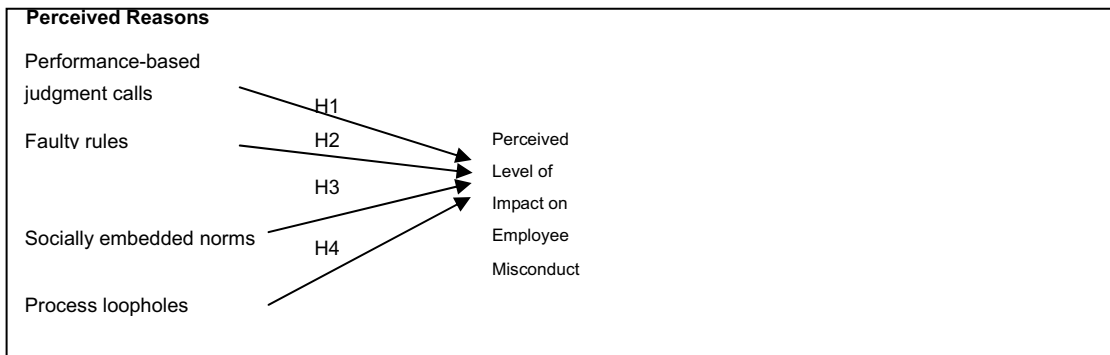 Perceived Reasons
Performance-based
judgment calls
H1
Faulty rules
H2
H3
Socially embedded norms
H4
Process loopholes
Perceived
Level of
Impact on
Employee
Misconduct